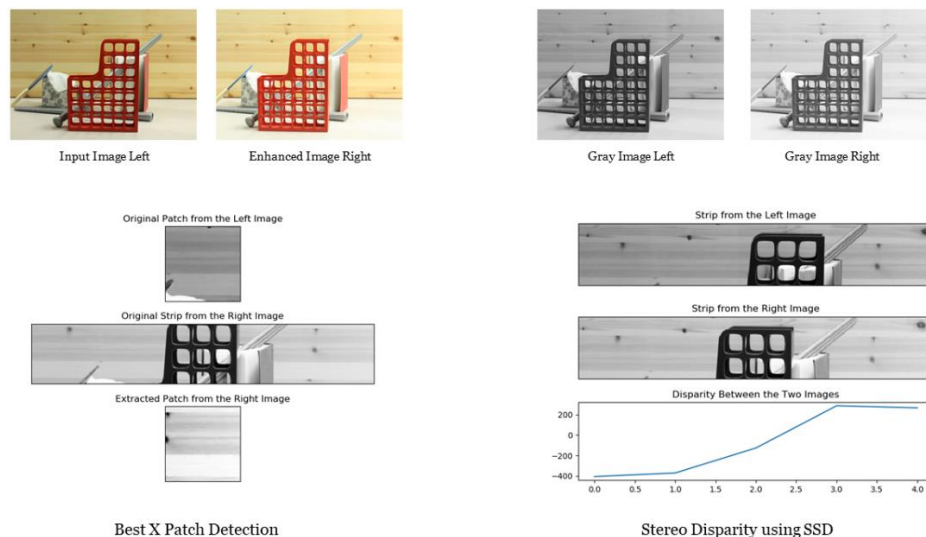 Input Image Left
Enhanced Image Right
Gray Image Left
Gray Image Right
Original Patch from the Left Image
Original Strip from the Right Image
Extracted Patch from the Right Image
Best X Patch Detection
Strip from the Left Image
Strip from the Right Image
Disparity Between the Two Images
200
0
−200
−400
0.0 0.5 1.0 1.5 2.0 2.5 3.0 3.5 4.0
Stereo Disparity using SSD